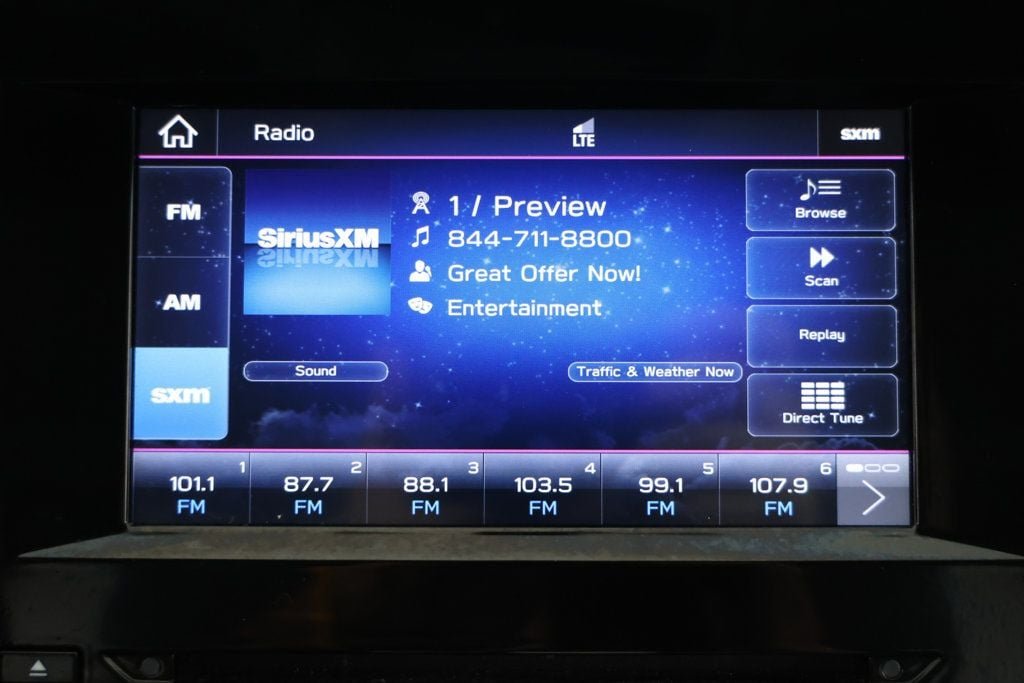 Radio
LTE
sxm
FM
AM
sxm
SiriusXM
1 / Preview
844-711-8800
Great Offer Now!
Entertainment
Sound
Traffic & Weather Now
Browse
Scan
Replay
Direct Tune
1
101.1
FM
2
87.7
FM
3
88.1
FM
4
103.5
FM
5
99.1
FM
6
107.9
FM